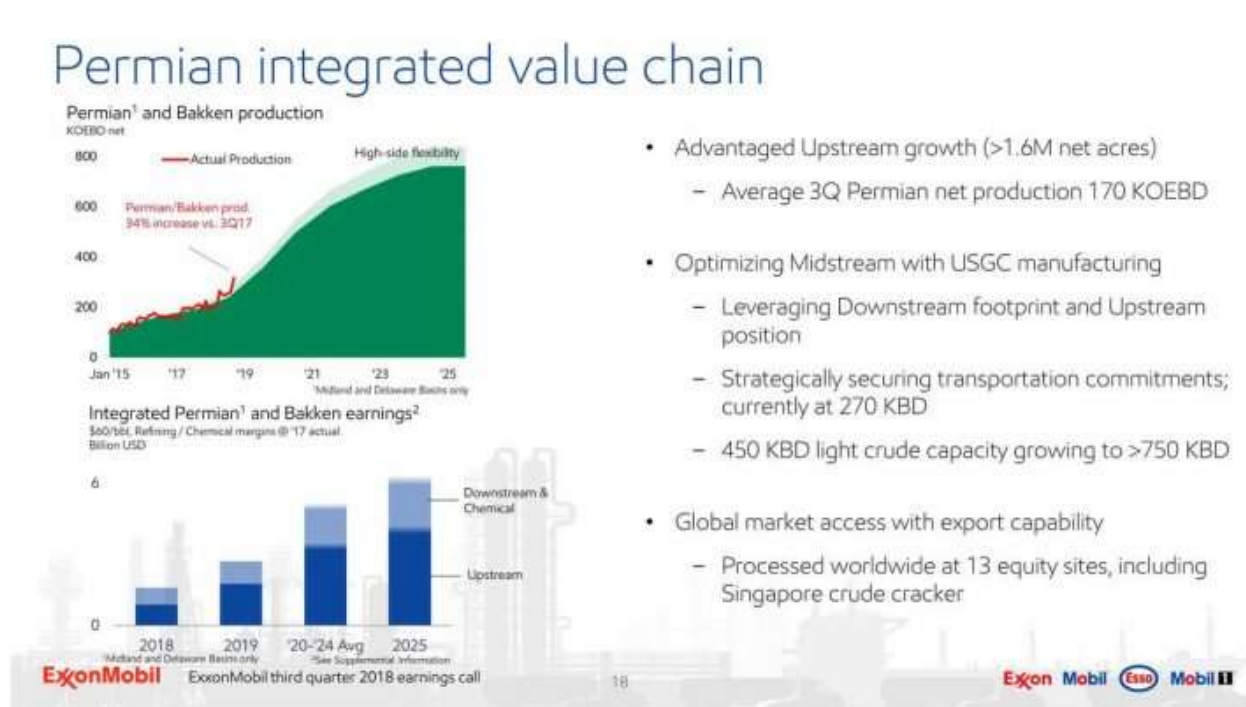 Permian integrated value chain
Permian¹ and Bakken production
KOEBD net
800
Actual Production
High-side flexibility
600
Permian/Bakken prod.
34% increase vs. 3Q17
400
200
0
Jan '15
'17
'19
'21
'23
'25
¹Midland and Delaware Basins only
Integrated Permian¹ and Bakken earnings²
$60/bbl, Refining / Chemical margins @ '17 actual
Billion USD
6
Downstream &
Chemical
Upstream
0
2018
2019
'20-'24 Avg
2025
¹Midland and Delaware Basins only
²See Supplemental Information
• Advantaged Upstream growth (>1.6M net acres)
– Average 3Q Permian net production 170 KOEBD
• Optimizing Midstream with USGC manufacturing
– Leveraging Downstream footprint and Upstream
position
– Strategically securing transportation commitments;
currently at 270 KBD
– 450 KBD light crude capacity growing to >750 KBD
• Global market access with export capability
– Processed worldwide at 13 equity sites, including
Singapore crude cracker
ExxonMobil
ExxonMobil third quarter 2018 earnings call
18
Exxon Mobil Esso Mobil 1